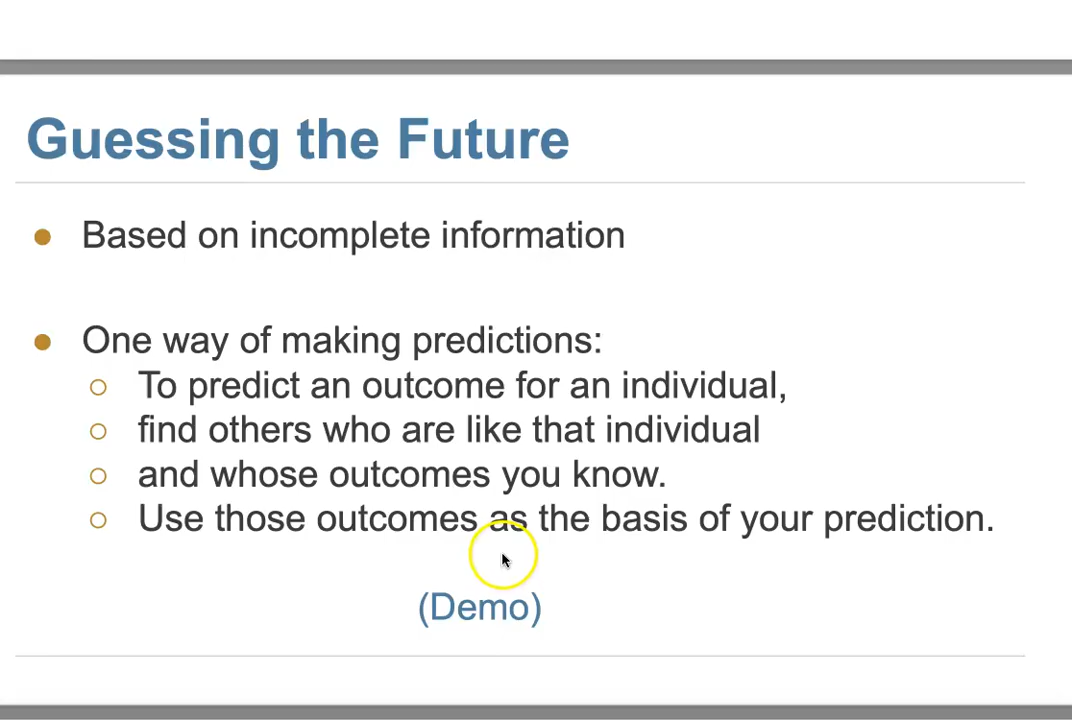 Guessing the Future
● Based on incomplete information
● One way of making predictions:
○ To predict an outcome for an individual,
○ find others who are like that individual
○ and whose outcomes you know.
○ Use those outcomes as the basis of your prediction.
(Demo)